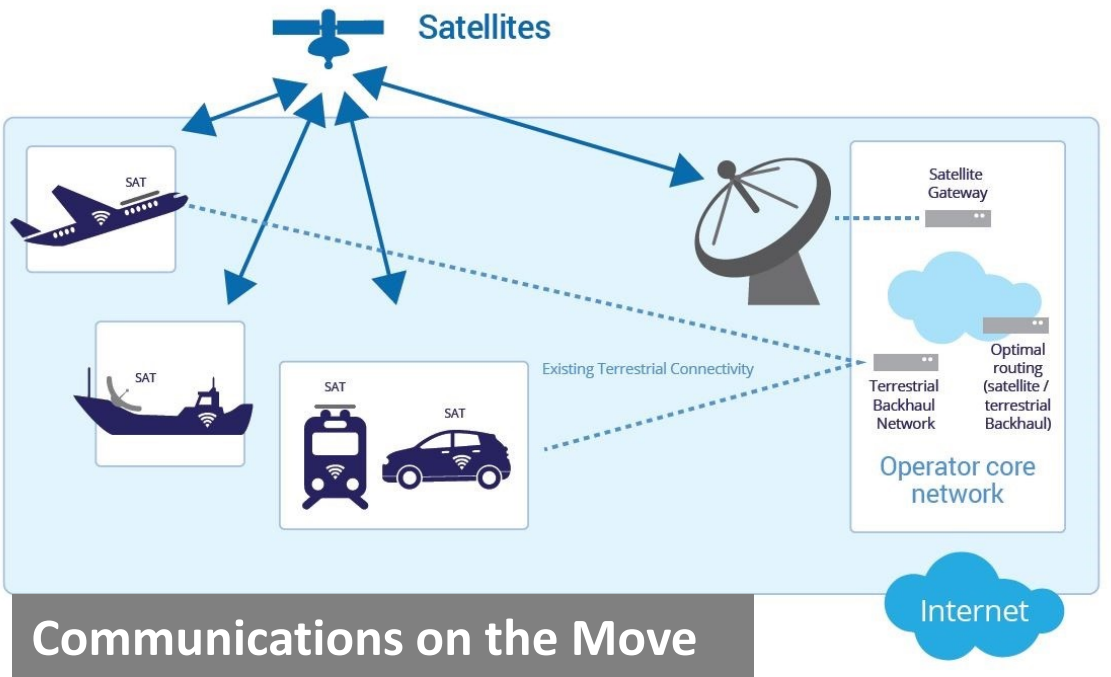 Satellites
SAT
Satellite
Gateway
SAT
Existing Terrestrial Connectivity
SAT
SAT
Terrestrial
Backhaul
Network
Optimal
routing
(satellite /
terrestrial
Backhaul)
Operator core
network
Internet
Communications on the Move